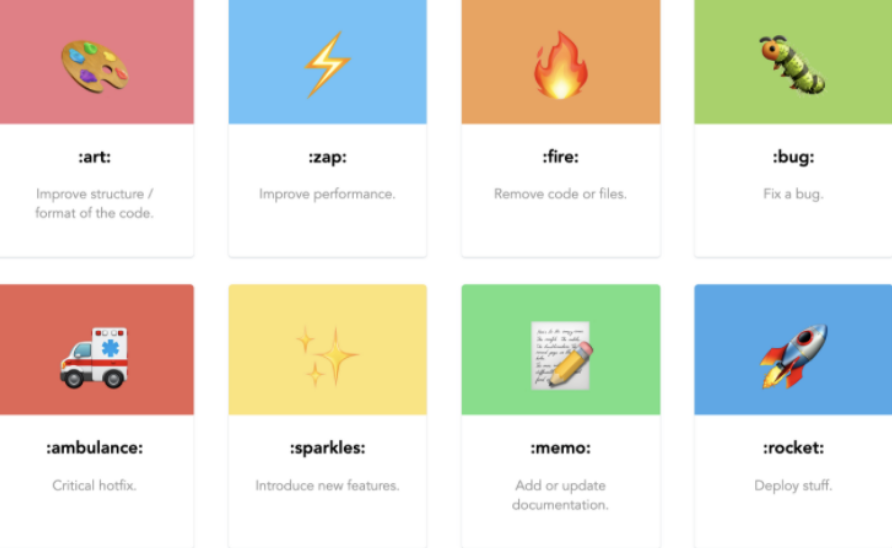 :art:
Improve structure /
format of the code.
:zap:
Improve performance.
:fire:
Remove code or files.
:bug:
Fix a bug.
:ambulance:
Critical hotfix.
:sparkles:
Introduce new features.
:memo:
Add or update
documentation.
:rocket:
Deploy stuff.